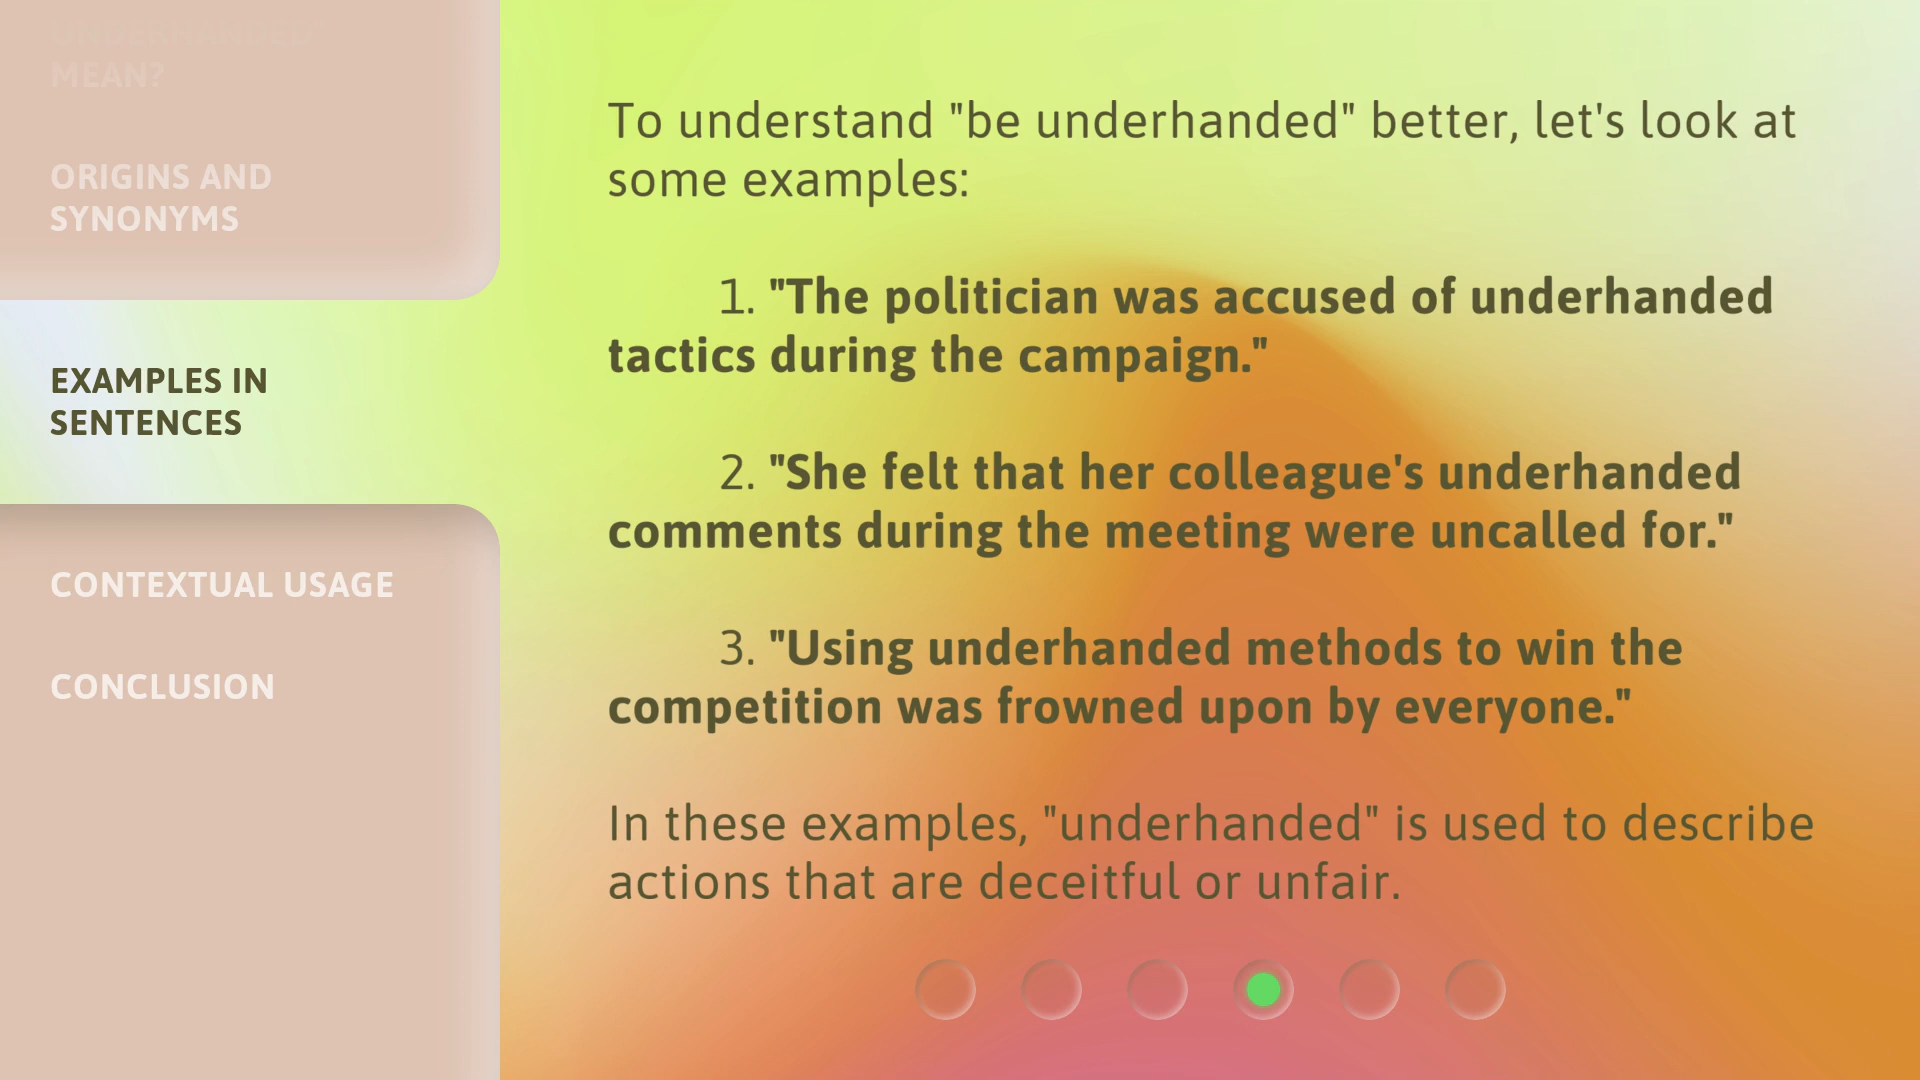 UNDERHANDED
MEAN?
ORIGINS AND
SYNONYMS
EXAMPLES IN
SENTENCES
CONTEXTUAL USAGE
CONCLUSION
To understand "be underhanded" better, let's look at
some examples:
1. "The politician was accused of underhanded
tactics during the campaign."
2. "She felt that her colleague's underhanded
comments during the meeting were uncalled for."
3. "Using underhanded methods to win the
competition was frowned upon by everyone."
In these examples, "underhanded" is used to describe
actions that are deceitful or unfair.